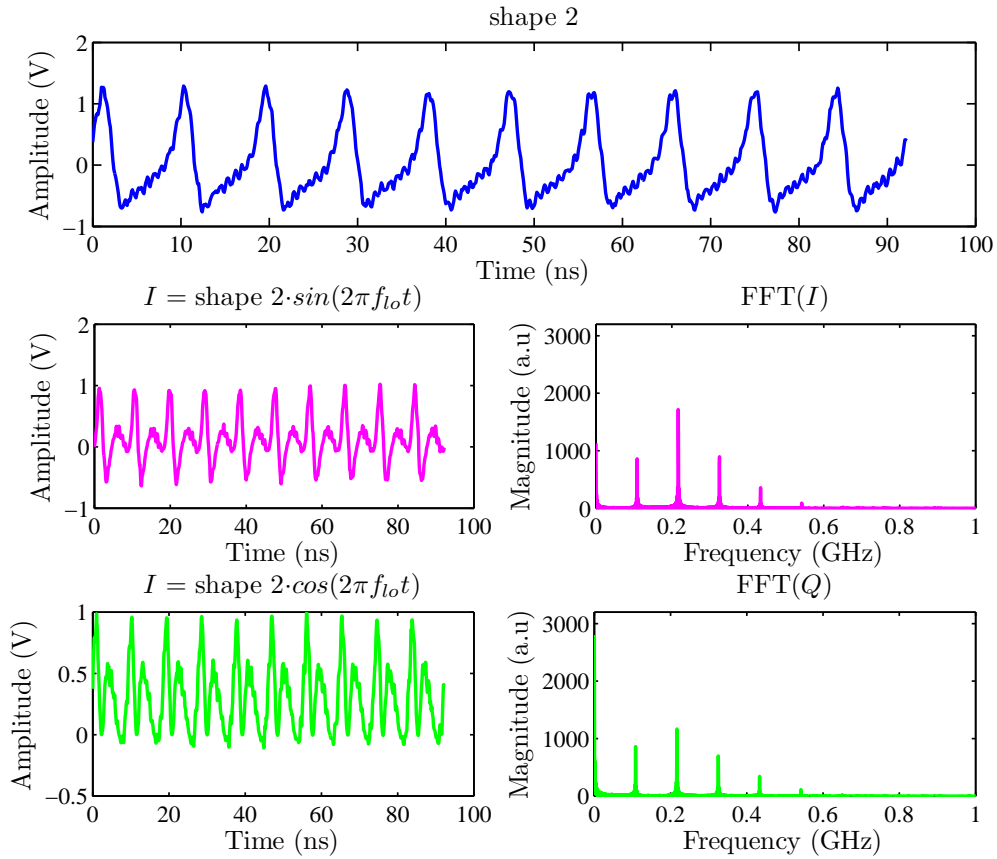 shape 2
Amplitude (V)
2
1
0
−1
0 10 20 30 40 50 60 70 80 90 100
Time (ns)
I = shape 2·sin(2πf_{lo}t)
Amplitude (V)
2
1
0
−1
0 20 40 60 80 100
Time (ns)
FFT(I)
Magnitude (a.u)
3000
2000
1000
0
0 0.2 0.4 0.6 0.8 1
Frequency (GHz)
I = shape 2·cos(2πf_{lo}t)
Amplitude (V)
1
0.5
0
−0.5
0 20 40 60 80 100
Time (ns)
FFT(Q)
Magnitude (a.u)
3000
2000
1000
0
0 0.2 0.4 0.6 0.8 1
Frequency (GHz)